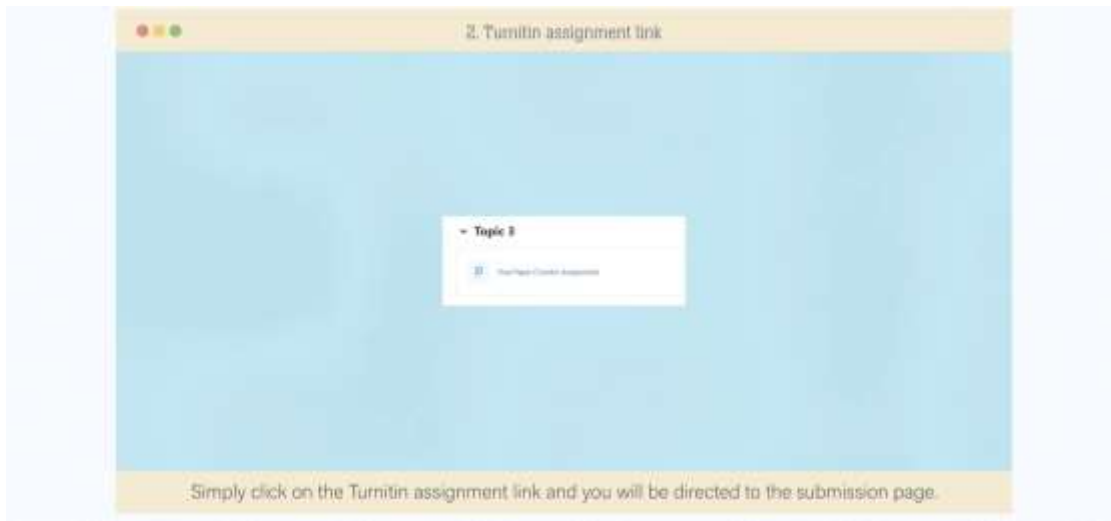 2. Turnitin assignment link
Topic 3
Simply click on the Turnitin assignment link and you will be directed to the submission page.